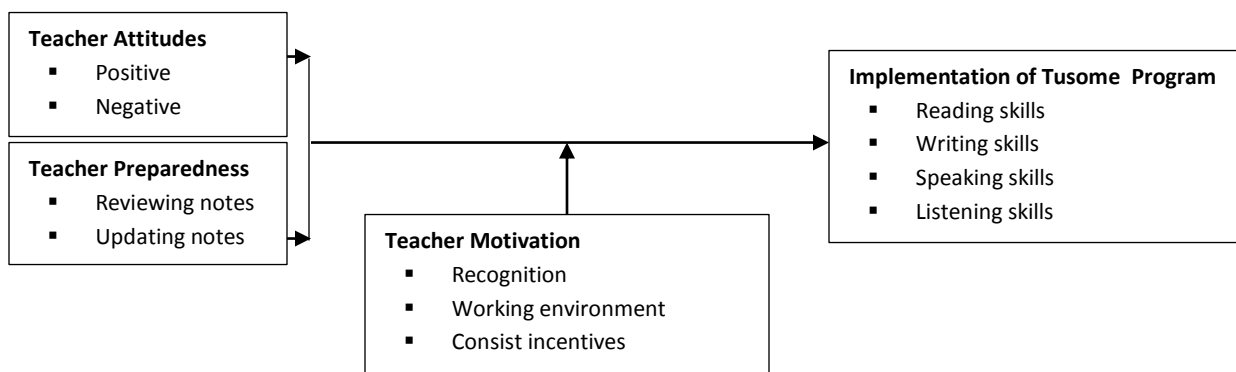 Teacher Attitudes
▪ Positive
▪ Negative
Teacher Preparedness
▪ Reviewing notes
▪ Updating notes
Teacher Motivation
▪ Recognition
▪ Working environment
▪ Consist incentives
Implementation of Tusome Program
▪ Reading skills
▪ Writing skills
▪ Speaking skills
▪ Listening skills